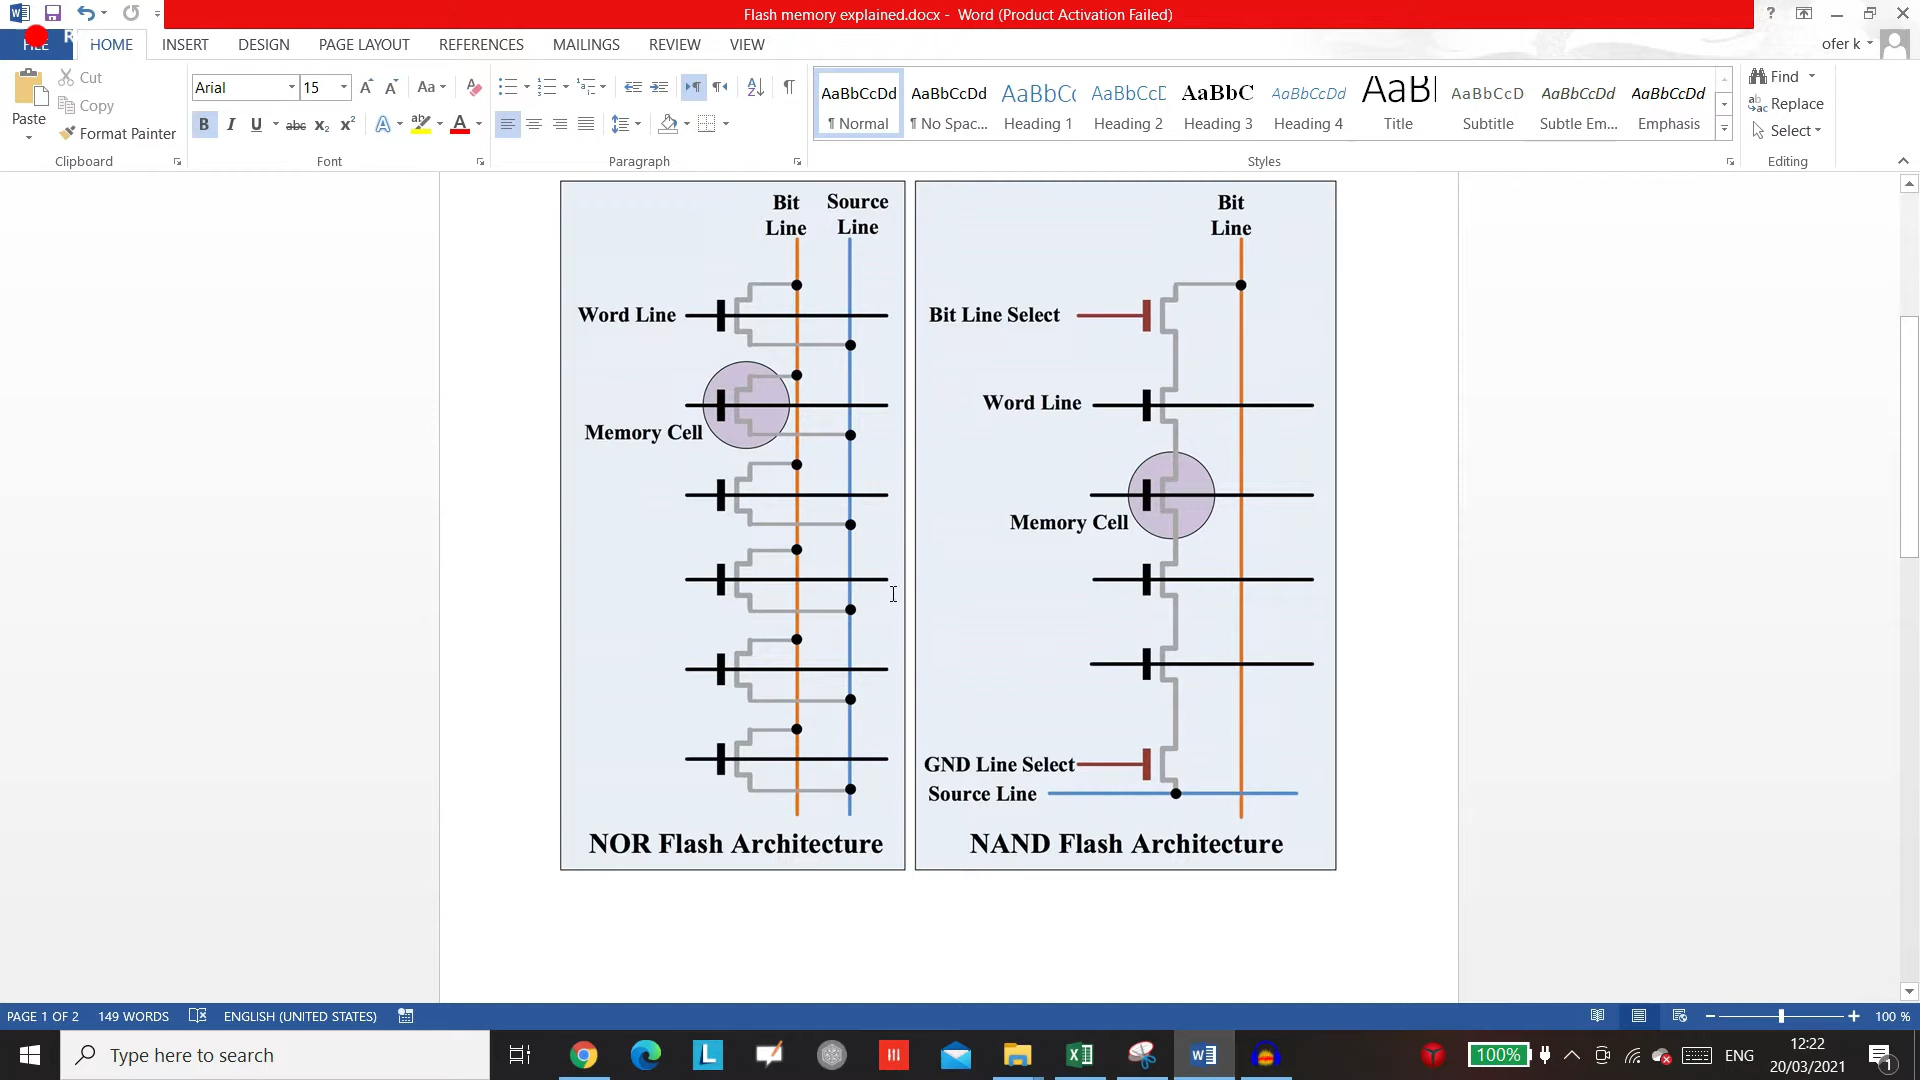 Flash memory explained.docx - Word (Product Activation Failed)
FILE HOME INSERT DESIGN PAGE LAYOUT REFERENCES MAILINGS REVIEW VIEW
ofer k
Cut
Copy
Format Painter
Paste
Clipboard
Arial 15
Font
Paragraph
AaBbCcDd AaBbCcDd AaBbCc AaBbCcD AaBbC AaBbCcDd AaBb AaBbCcD AaBbCcDd AaBbCcDd
¶ Normal ¶ No Spac... Heading 1 Heading 2 Heading 3 Heading 4 Title Subtitle Subtle Em... Emphasis
Styles
Find
Replace
Select
Editing
Bit
Line
Source
Line
Word Line
Memory Cell
NOR Flash Architecture
Bit
Line
Bit Line Select
Word Line
Memory Cell
GND Line Select
Source Line
NAND Flash Architecture
PAGE 1 OF 2 149 WORDS ENGLISH (UNITED STATES) 100 %
Type here to search
100%
ENG
12:22
20/03/2021
1